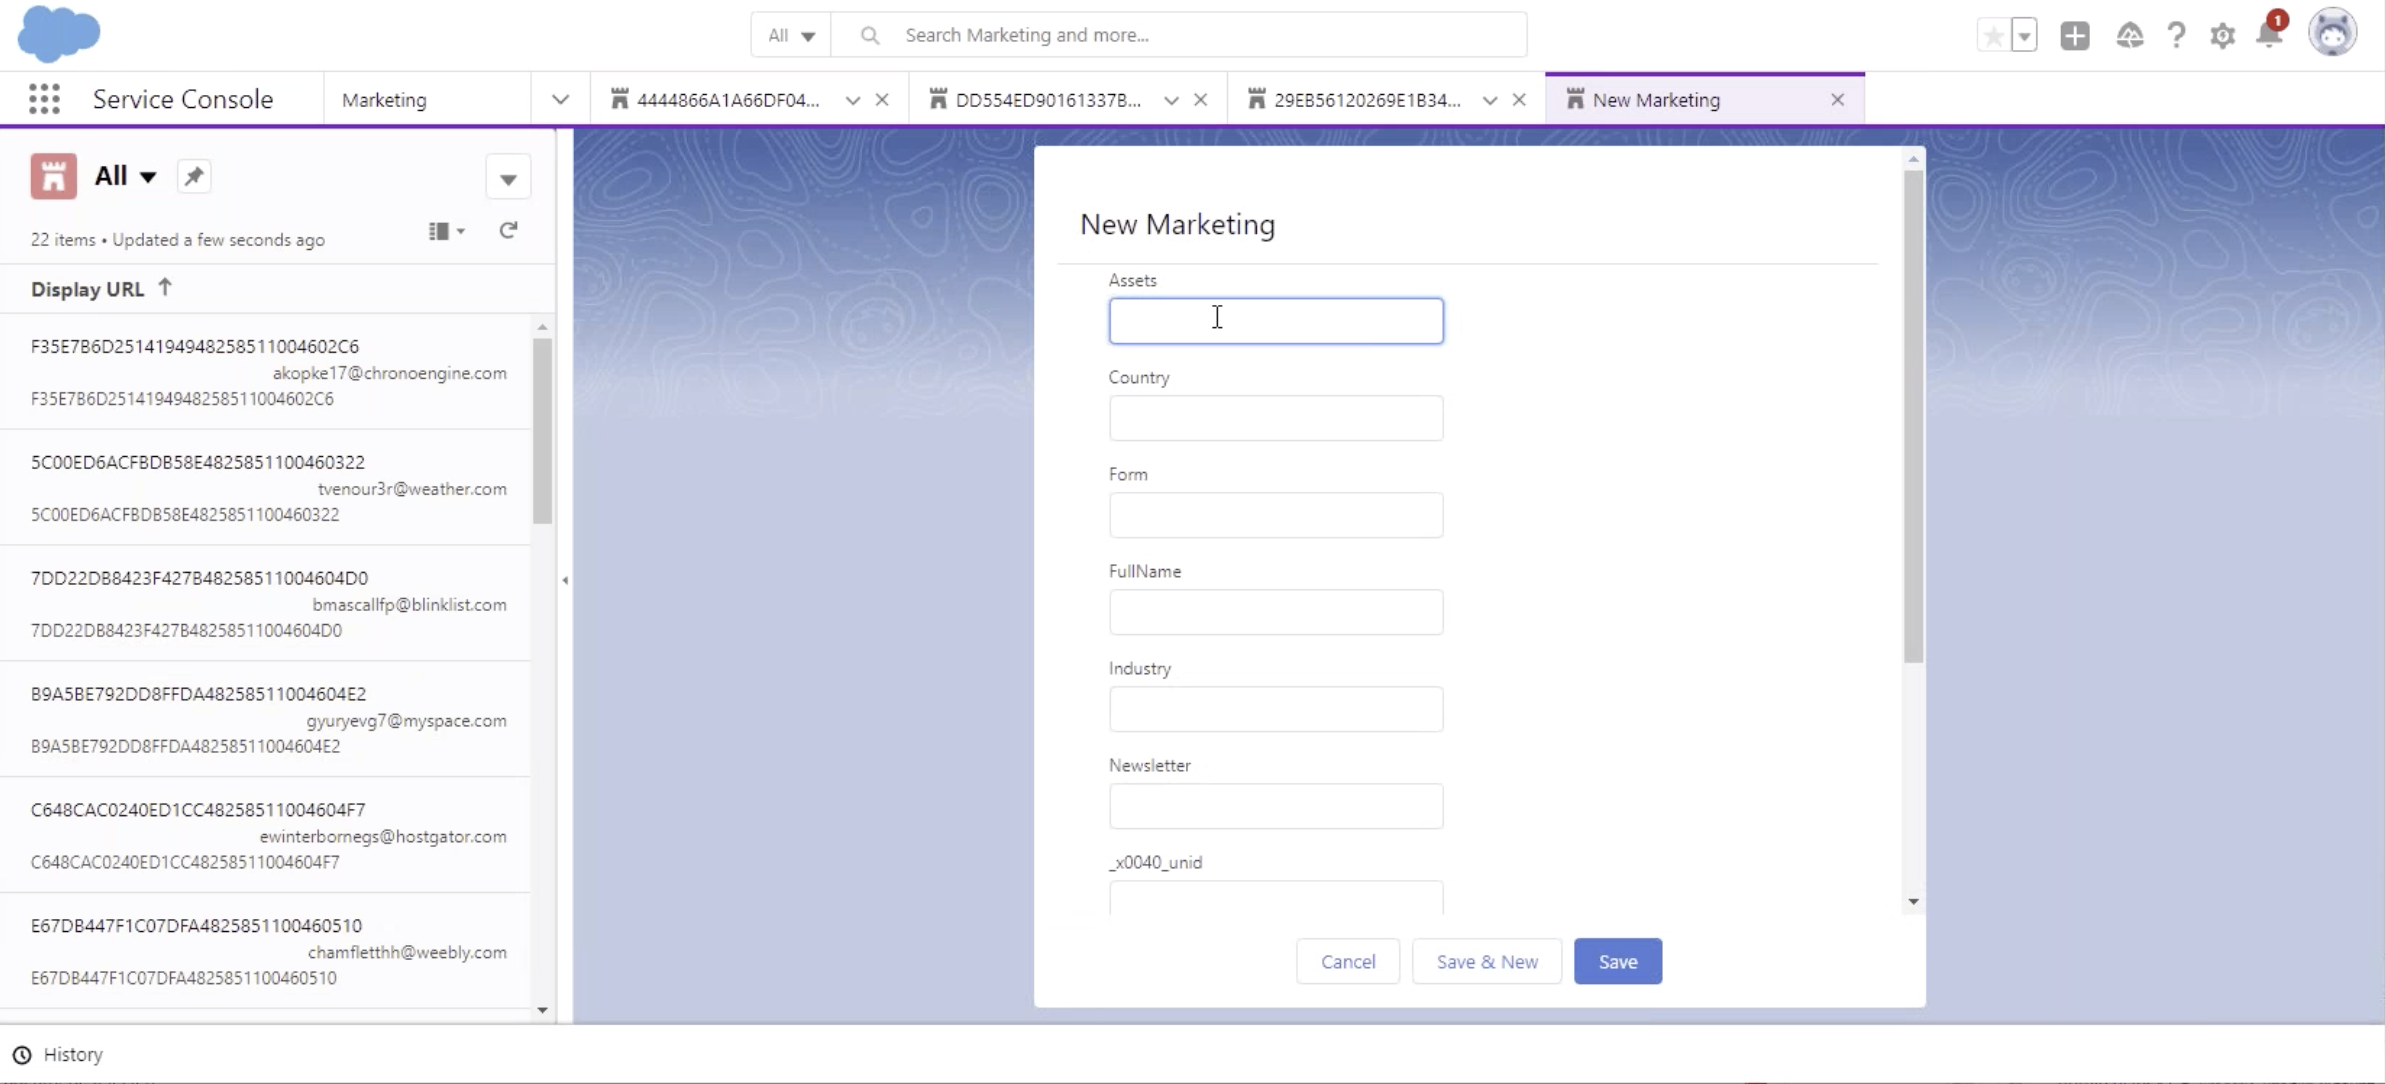 All
Search Marketing and more...
1
Service Console
Marketing
4444866A1A66DF04...
DD554ED90161337B...
29EB56120269E1B34...
New Marketing
All
22 items • Updated a few seconds ago
Display URL
F35E7B6D2514194948258511004602C6
akopke17@chronoengine.com
F35E7B6D2514194948258511004602C6
5C00ED6ACFBDB58E4825851100460322
tvenour3r@weather.com
5C00ED6ACFBDB58E4825851100460322
7DD22DB8423F427B48258511004604D0
bmascallfp@blinklist.com
7DD22DB8423F427B48258511004604D0
B9A5BE792DD8FFDA48258511004604E2
gyuryevg7@myspace.com
B9A5BE792DD8FFDA48258511004604E2
C648CAC0240ED1CC48258511004604F7
ewinterbornegs@hostgator.com
C648CAC0240ED1CC48258511004604F7
E67DB447F1C07DFA4825851100460510
chamfletthh@weebly.com
E67DB447F1C07DFA4825851100460510
New Marketing
Assets
Country
Form
FullName
Industry
Newsletter
_x0040_unid
Cancel
Save & New
Save
History